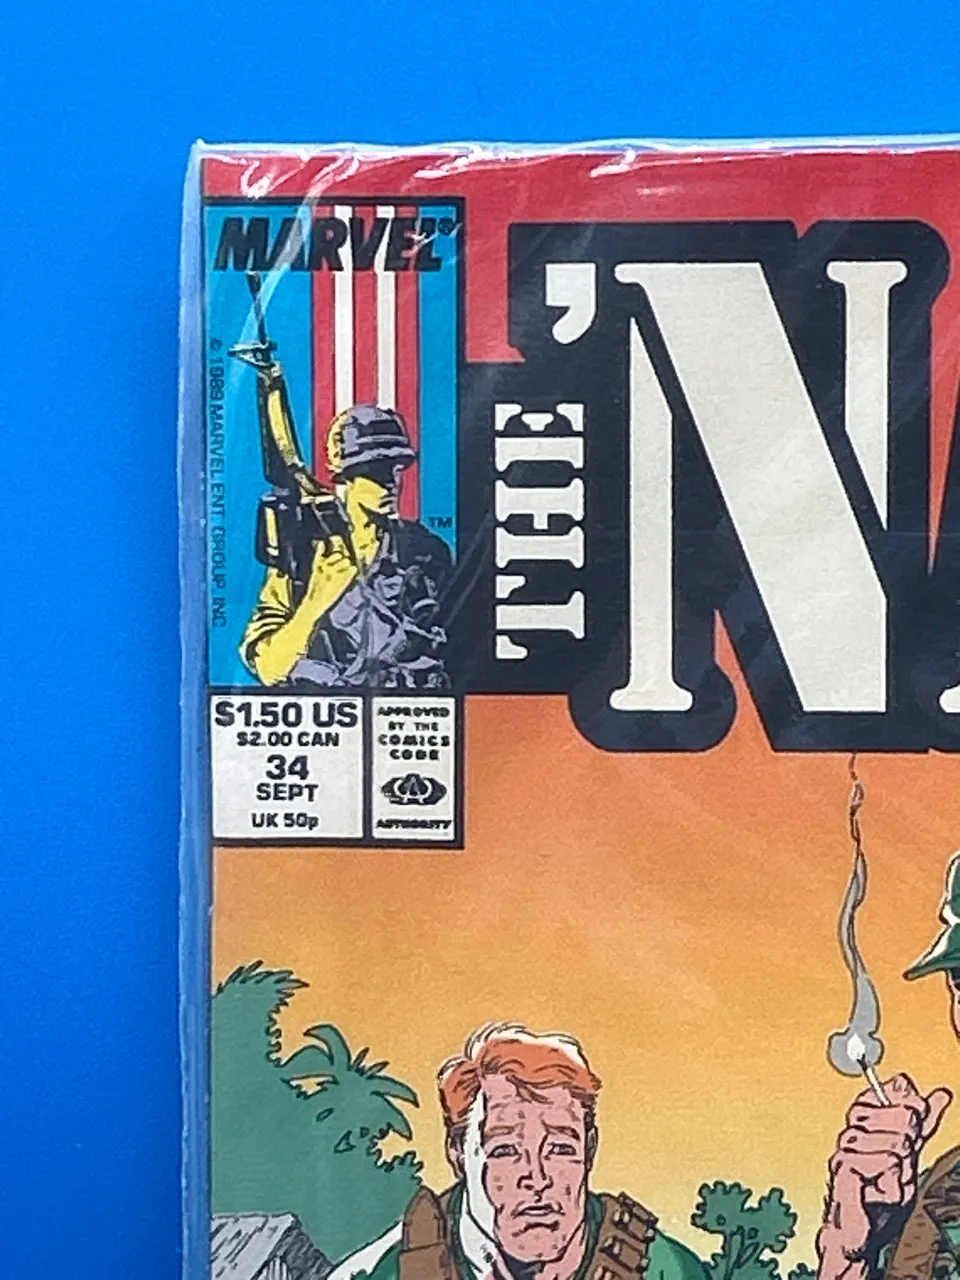 MARVEL®
© 1989 MARVEL ENT. GROUP, INC.
TM
THE 'NA
$1.50 US
$2.00 CAN
34
SEPT
UK 50p
APPROVED
BY THE
COMICS
CODE
AUTHORITY